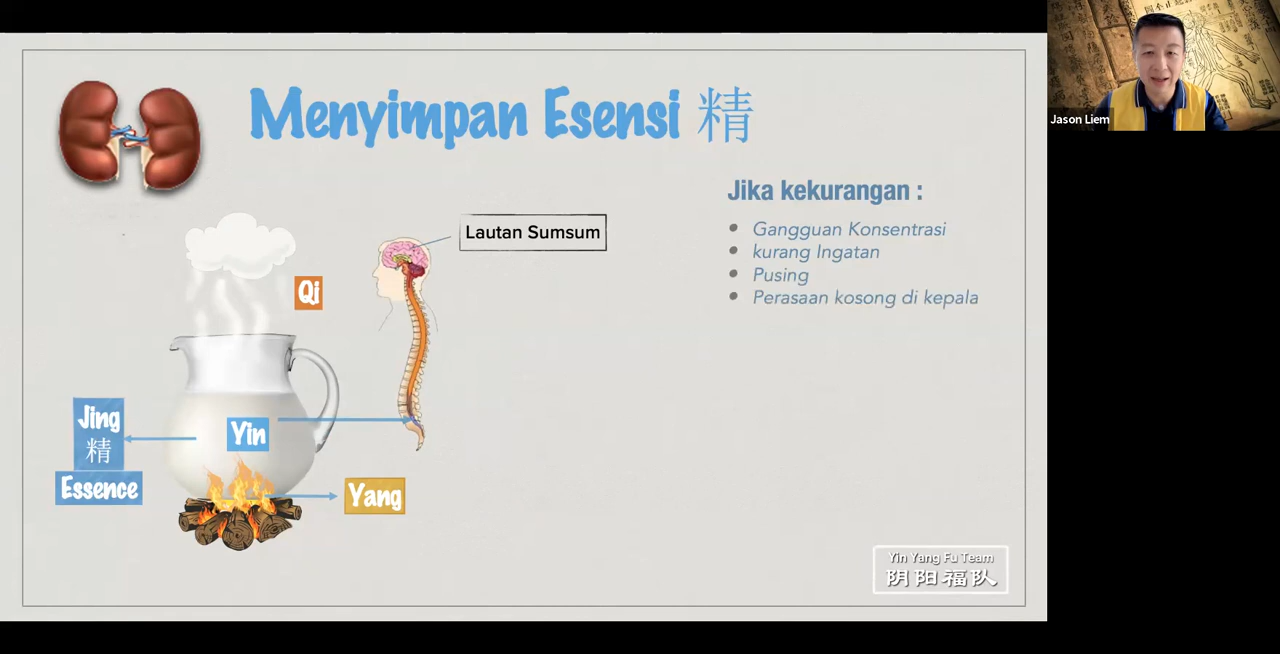 Menyimpan Esensi 精
Jika kekurangan :
Gangguan Konsentrasi
kurang Ingatan
Pusing
Perasaan kosong di kepala
Lautan Sumsum
Qi
Jing
精
Essence
Yin
Yang
Yin Yang Fu Team
阴阳福队
Jason Liem